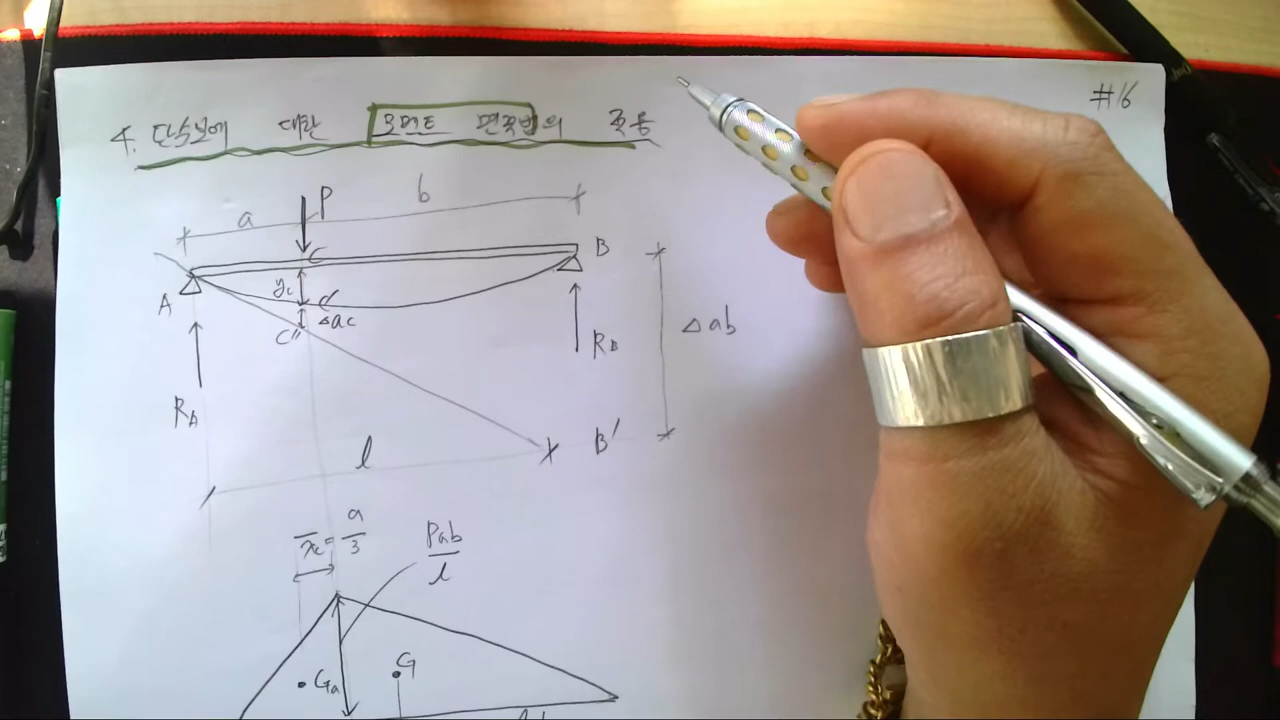 #16
4. 단순보에 대한 모멘트 면적법의 적용
P
b
a
C
B
A
yc
C'
Δac
C''
Δab
RB
RA
B'
l
x̄c = a/3
Pab/l
Ga
G